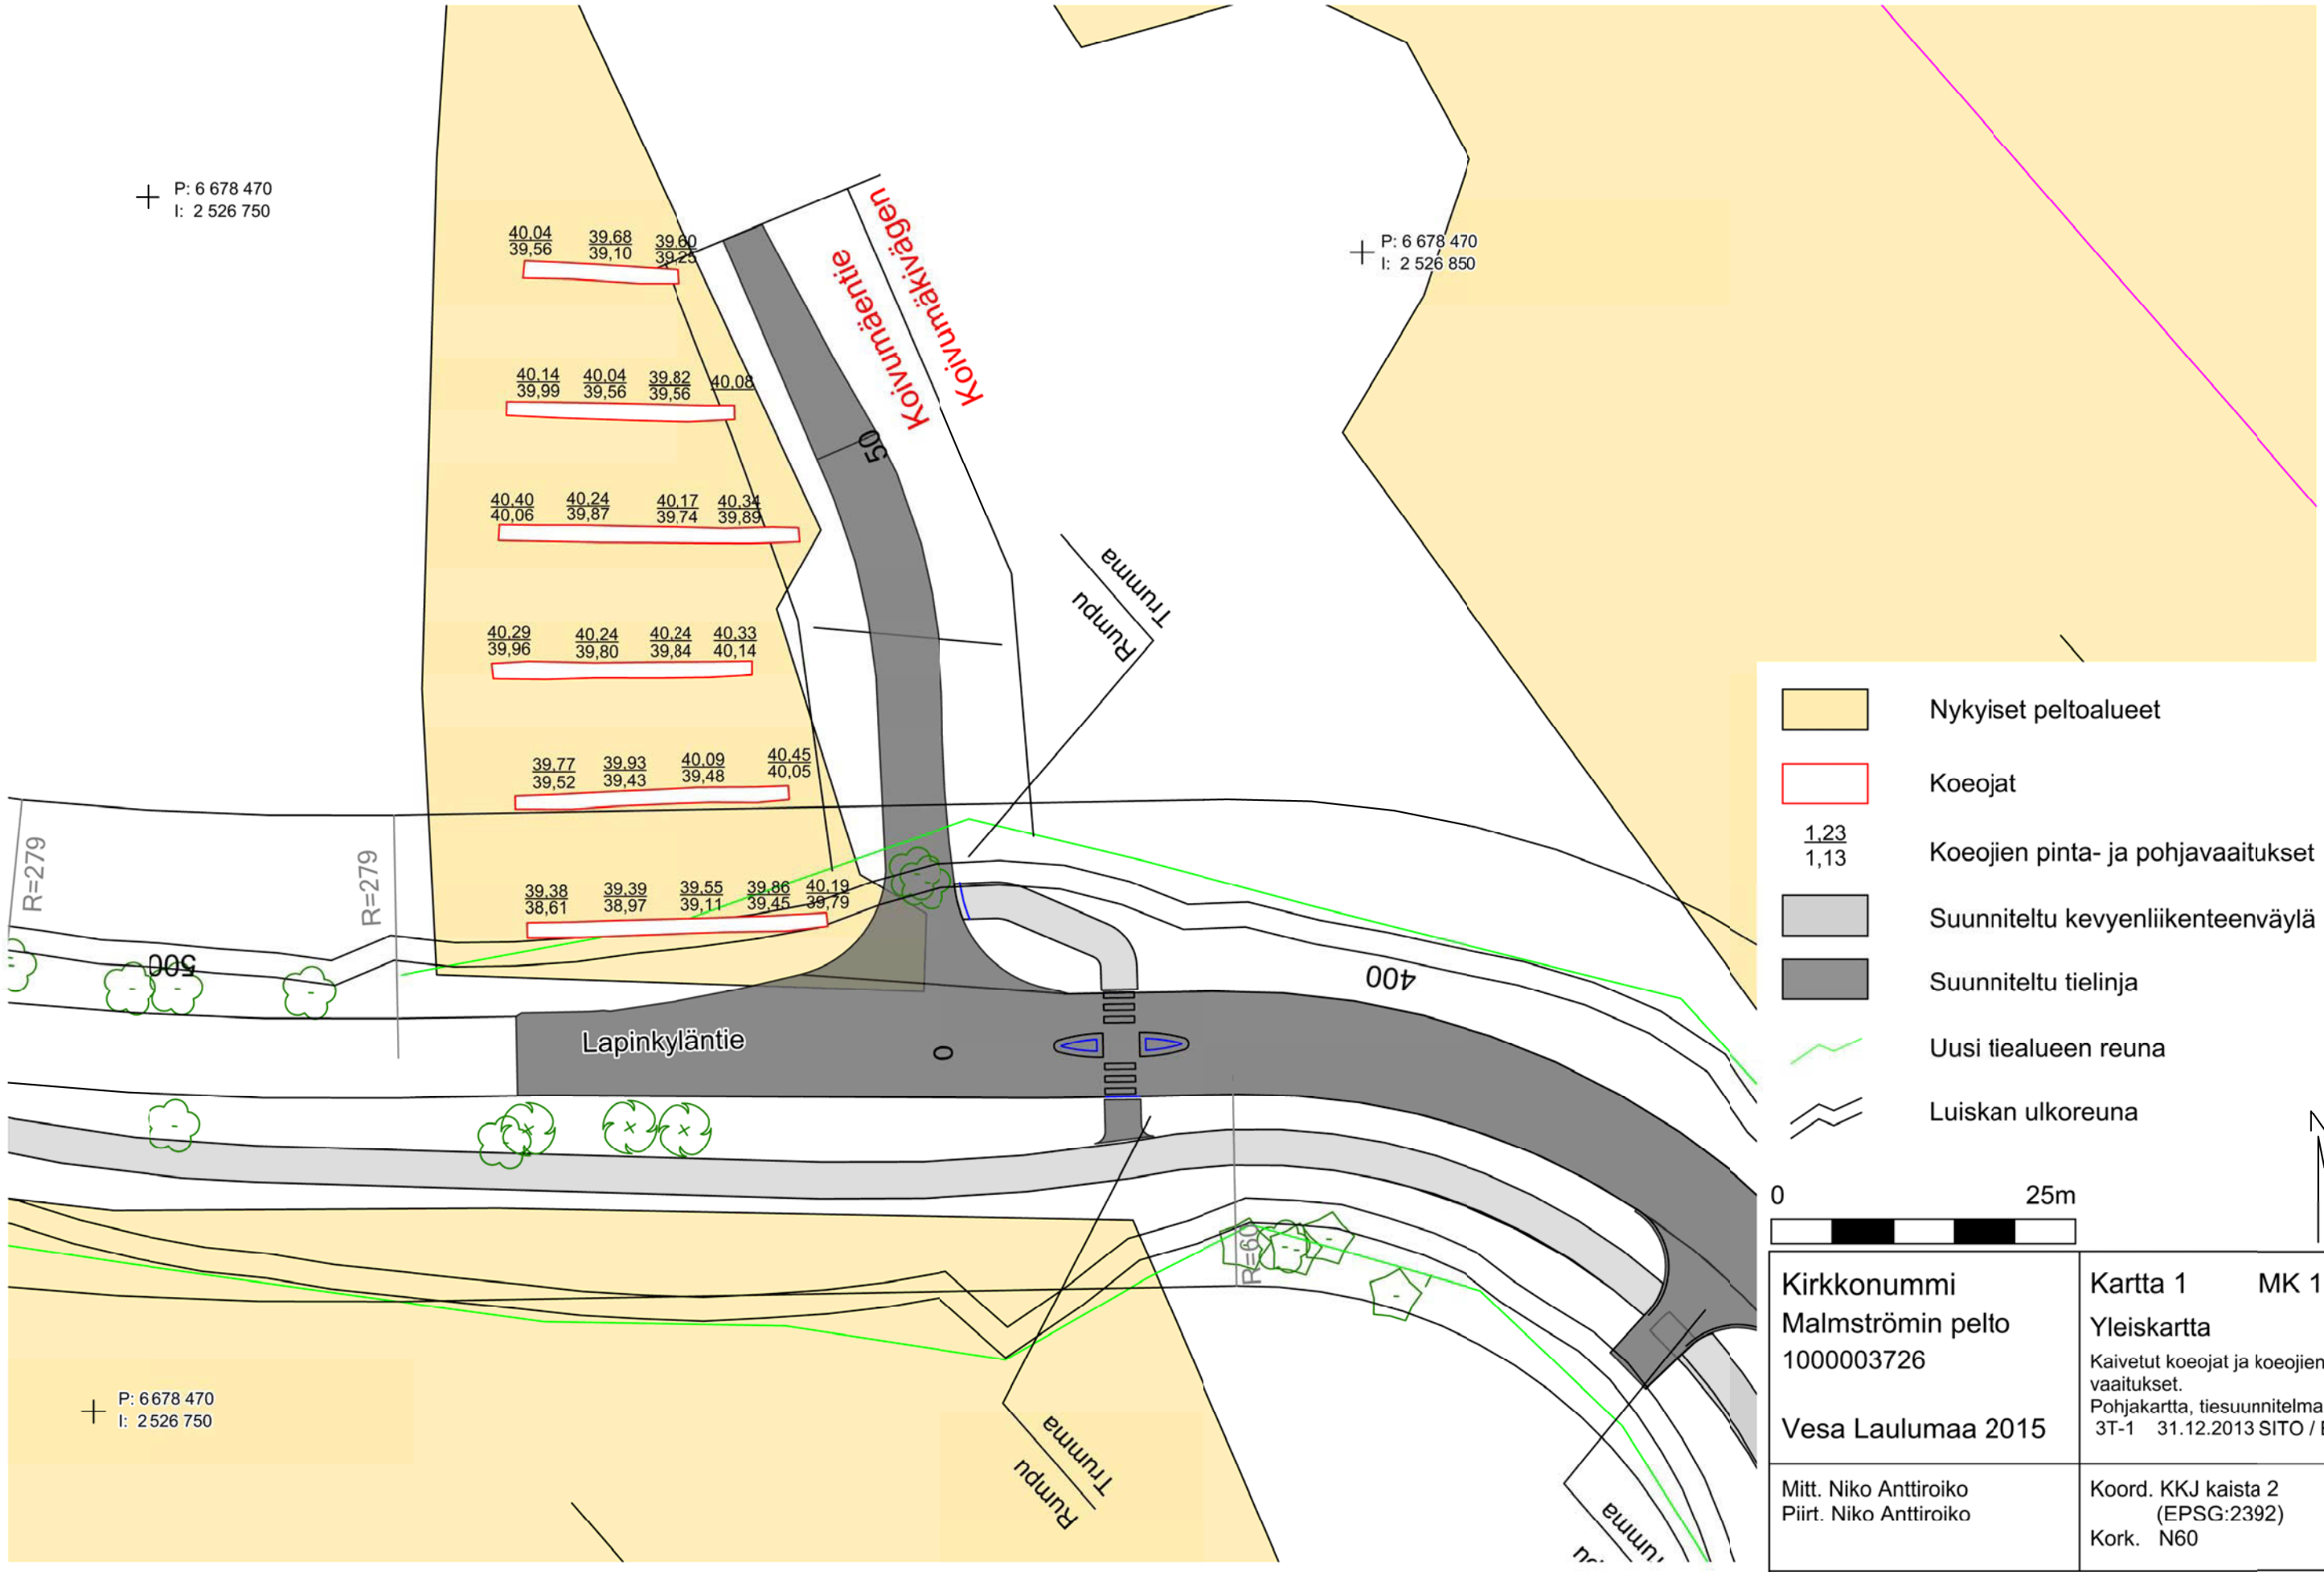 P: 6 678 470
I: 2 526 750
40,04 39,68 39,60
39,56 39,10 39,25
Koivumäentie
Koivumäkivägen
P: 6 678 470
I: 2 526 850
40,14 40,04 39,82 40,08
39,99 39,56 39,56
50
40,40 40,24 40,17 40,34
40,06 39,87 39,74 39,89
Trumma
Rumpu
40,29 40,24 40,24 40,33
39,96 39,80 39,84 40,14
39,77 39,93 40,09 40,45
39,52 39,43 39,48 40,05
R=279
R=279
39,38 39,39 39,55 39,86 40,19
38,61 38,97 39,11 39,45 39,79
500
400
Lapinkyläntie
0
R=60
P: 6 678 470
I: 2 526 750
Trumma
Rumpu
Nykyiset peltoalueet
Koeojat
1,23
1,13
Koeojien pinta- ja pohjavaaitukset
Suunniteltu kevyenliikenteenväylä
Suunniteltu tielinja
Uusi tiealueen reuna
Luiskan ulkoreuna
0 25m
Kirkkonummi
Malmströmin pelto
1000003726
Vesa Laulumaa 2015
Mitt. Niko Anttiroiko
Piirt. Niko Anttiroiko
Kartta 1 MK 1
Yleiskartta
Kaivetut koeojat ja koeojien
vaaitukset.
Pohjakartta, tiesuunnitelma
3T-1 31.12.2013 SITO /
Koord. KKJ kaista 2
(EPSG:2392)
Kork. N60